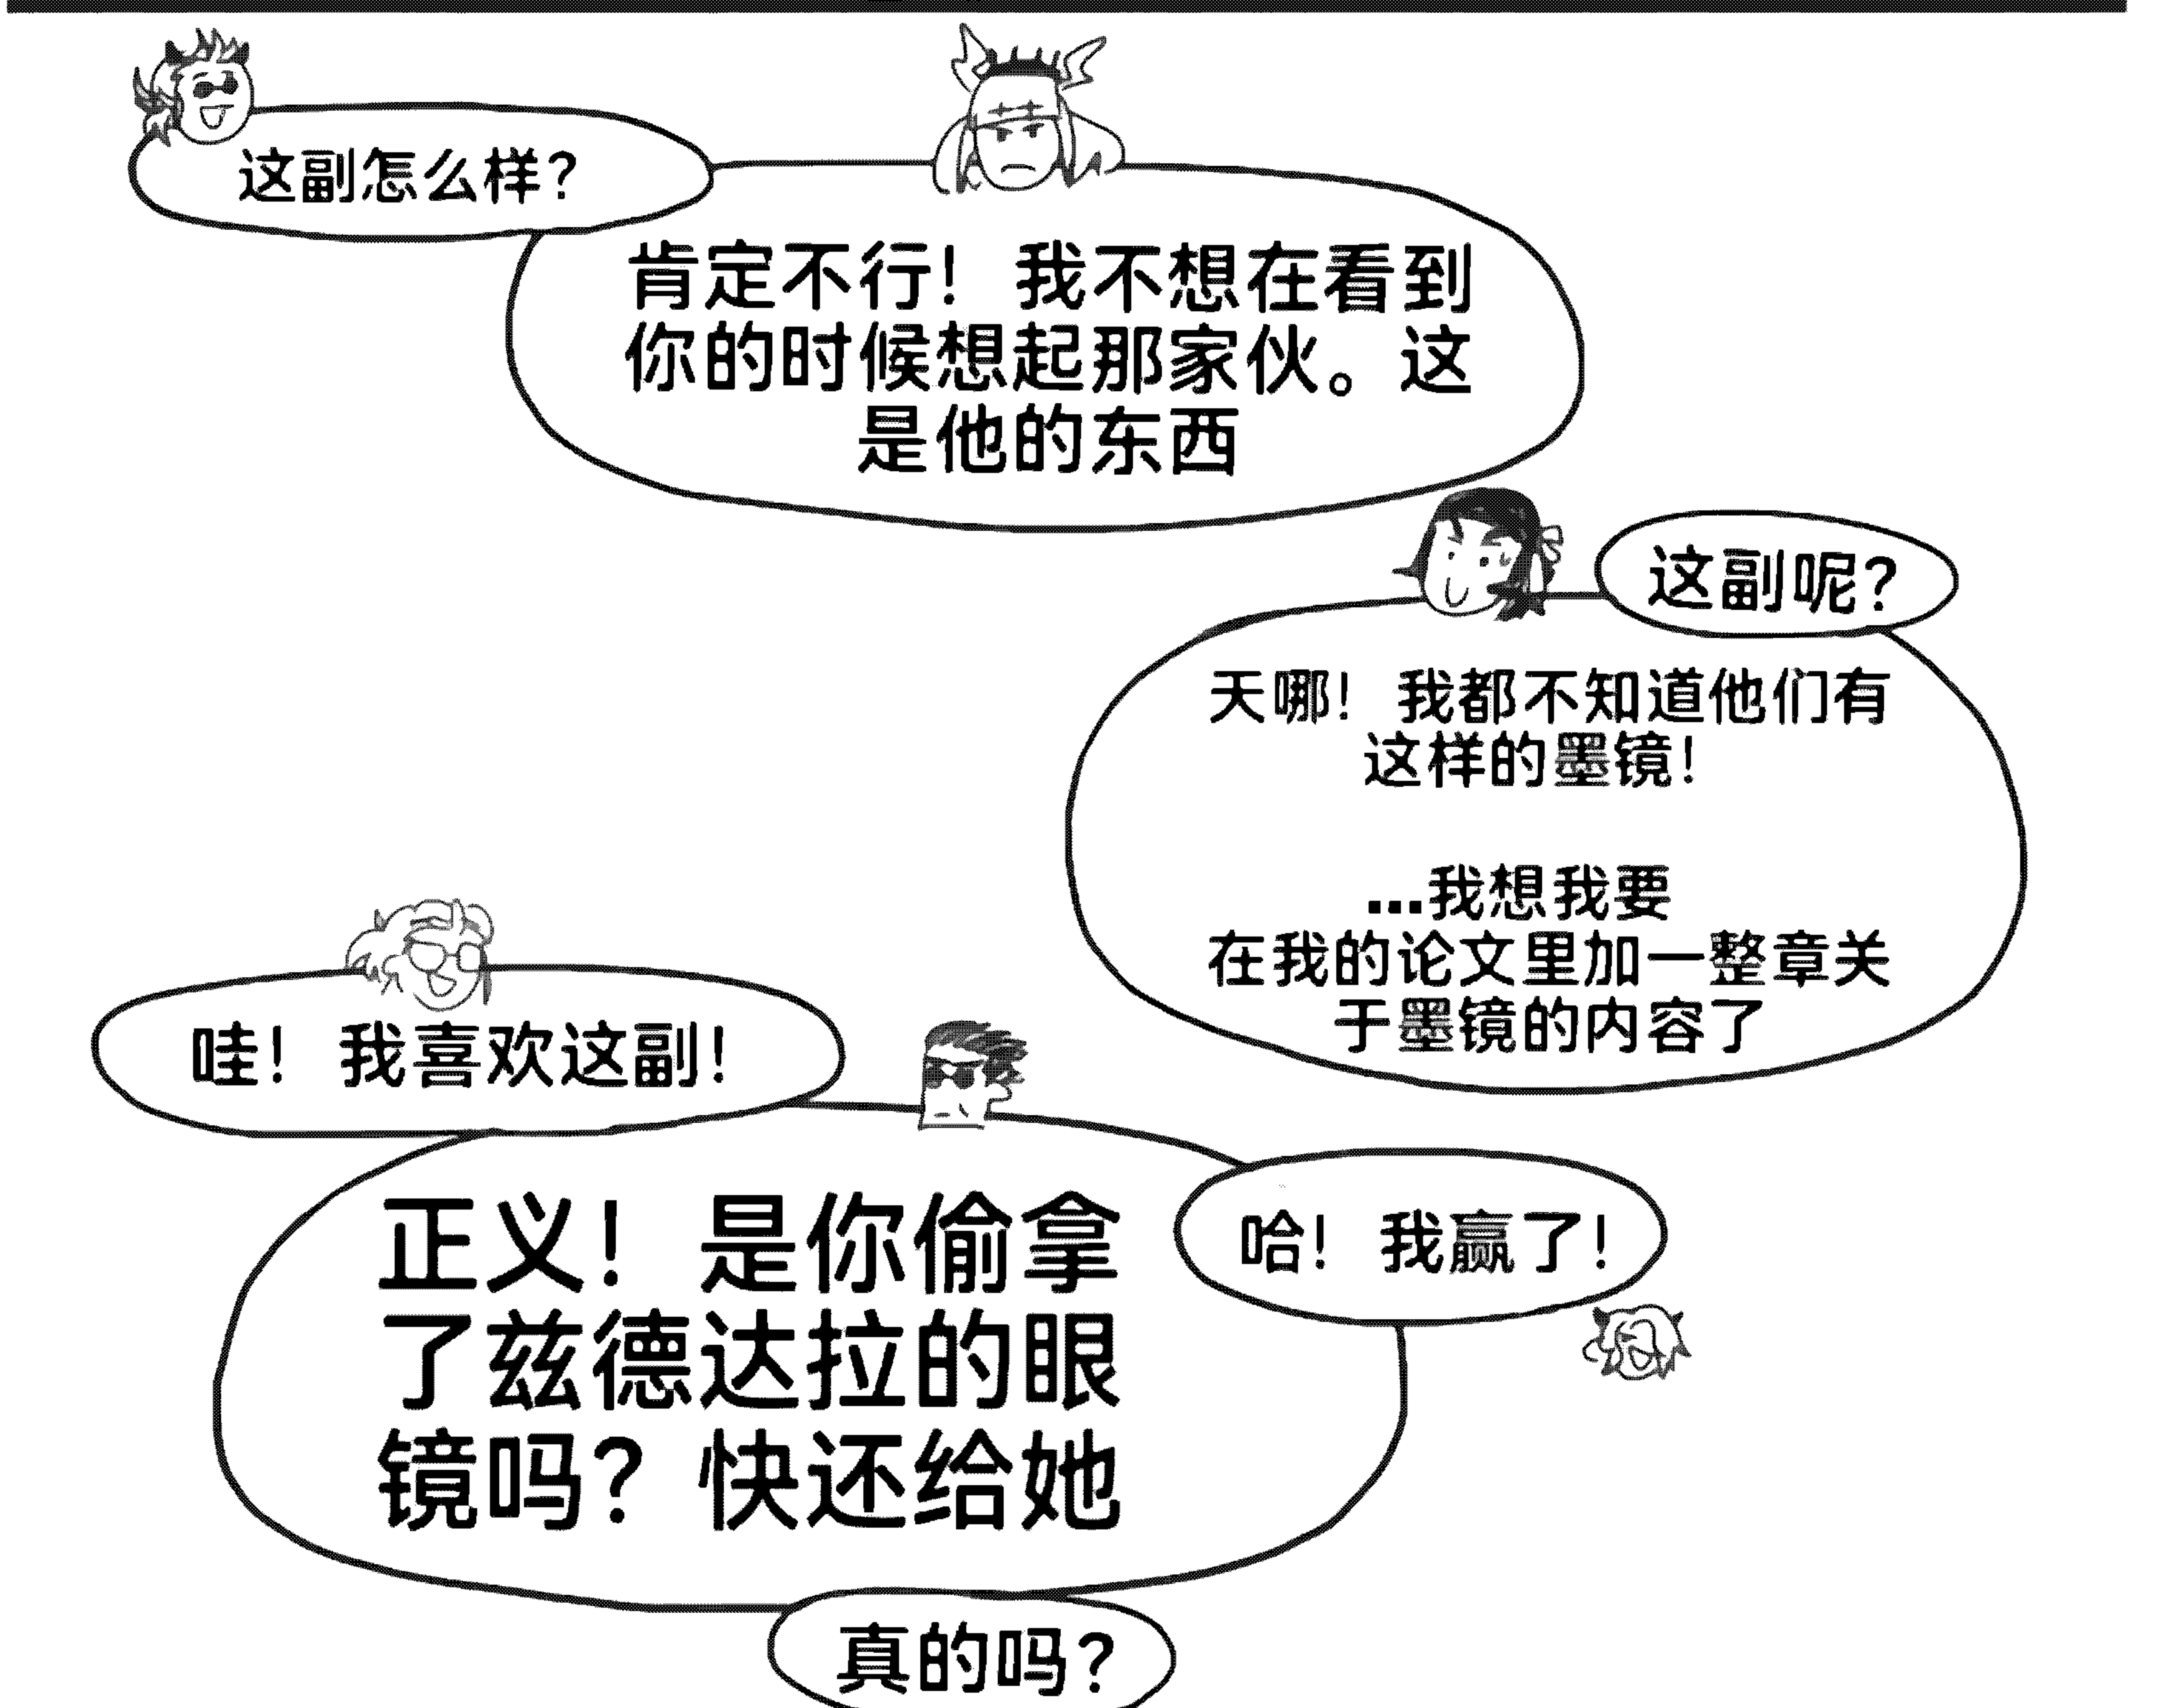 这副怎么样？
肯定不行！我不想在看到
你的时候想起那家伙。这
是他的东西
这副呢？
天哪！我都不知道他们有
这样的墨镜！
...我想我要
在我的论文里加一整章关
于墨镜的内容了
哇！我喜欢这副！
正义！是你偷拿
了兹德达拉的眼
镜吗？快还给她
哈！我赢了！
真的吗？